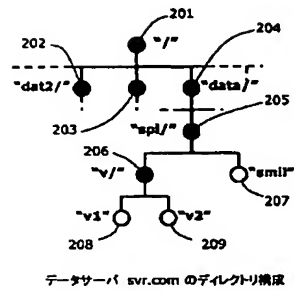 201
"/"
202
204
"dat2/"
"data/"
203
205
"spl/"
206
"v/"
"smil"
207
"v1"
"v2"
208
209
データサーバ svr.com のディレクトリ構成